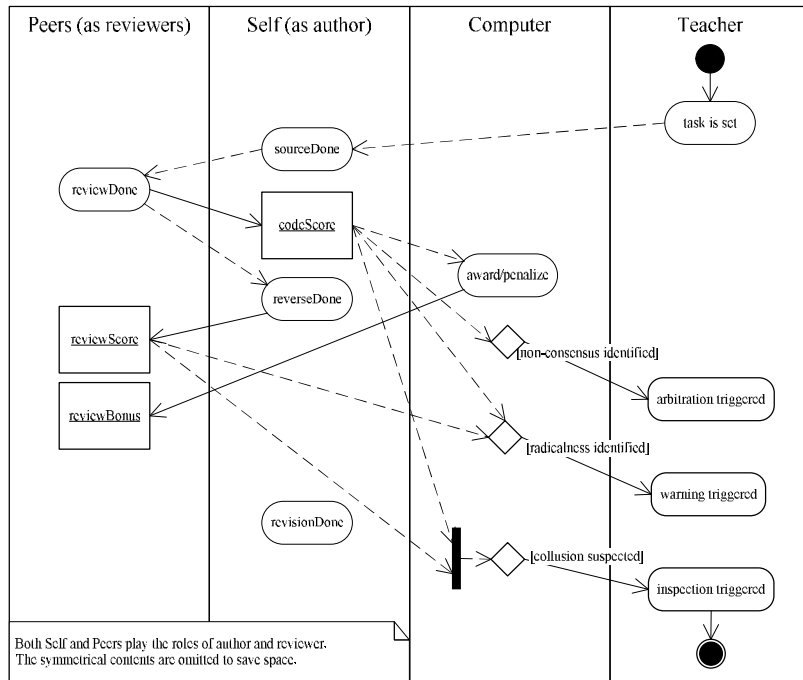 Peers (as reviewers)
Self (as author)
Computer
Teacher
task is set
sourceDone
reviewDone
codeScore
award/penalize
reverseDone
reviewScore
[non-consensus identified]
reviewBonus
arbitration triggered
[radicalness identified]
warning triggered
revisionDone
[collusion suspected]
inspection triggered
Both Self and Peers play the roles of author and reviewer.
The symmetrical contents are omitted to save space.